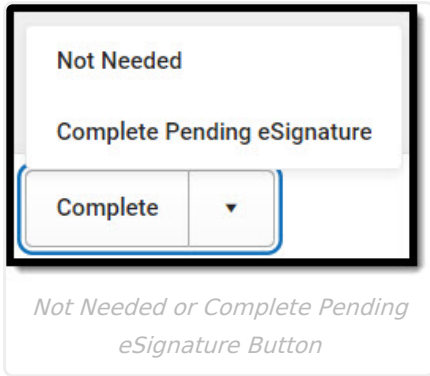 Not Needed
Complete Pending eSignature
Complete
Not Needed or Complete Pending
eSignature Button